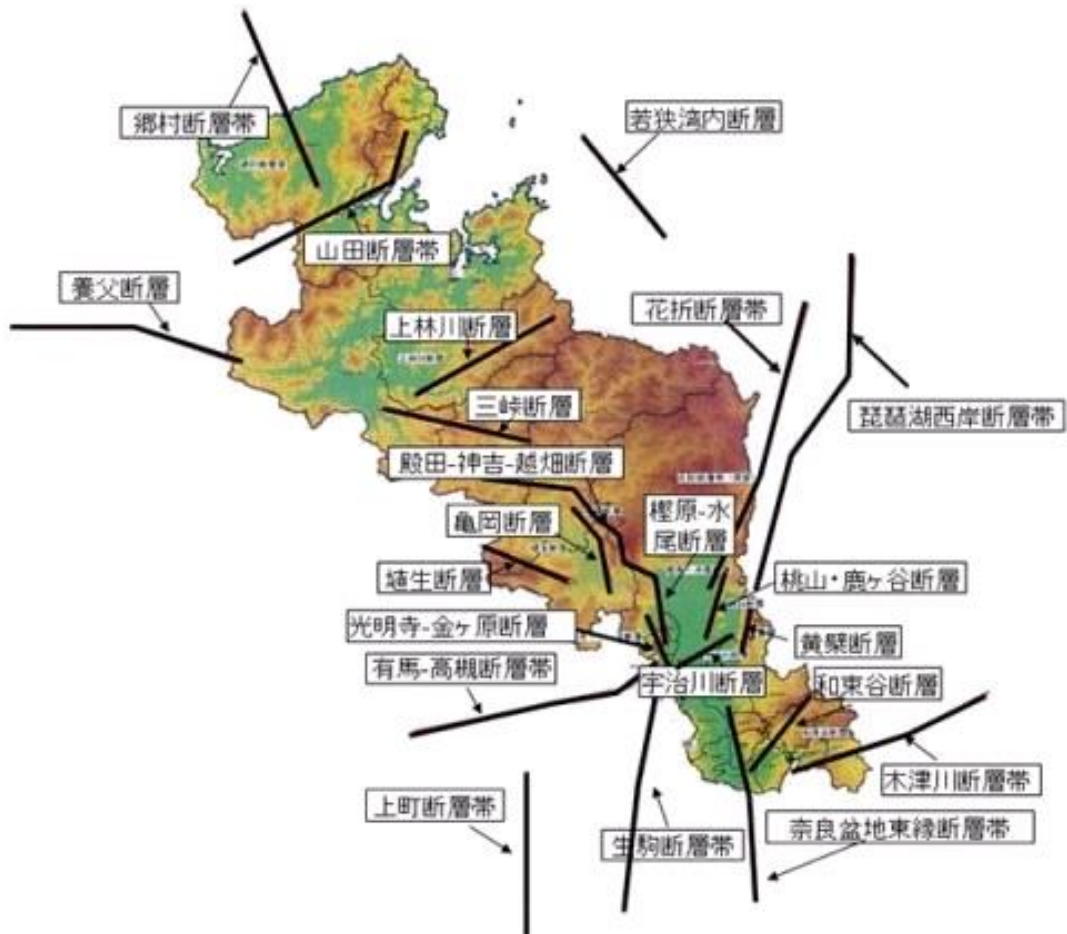 郷村断層帯
若狭湾内断層
山田断層帯
養父断層
花折断層帯
上林川断層
三峠断層
琵琶湖西岸断層帯
殿田-神吉-越畑断層
亀岡断層
樫原-水
尾断層
埴生断層
桃山・鹿ヶ谷断層
光明寺-金ヶ原断層
黄檗断層
有馬-高槻断層帯
宇治川断層
和束谷断層
木津川断層帯
上町断層帯
生駒断層帯
奈良盆地東縁断層帯